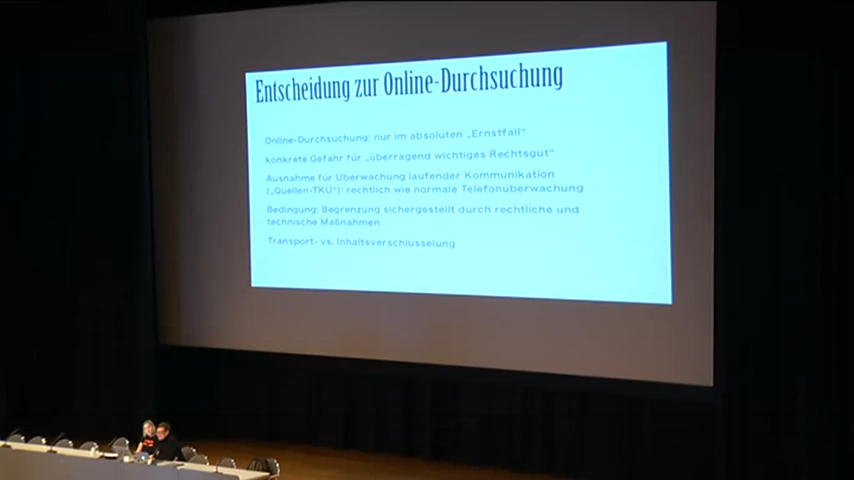 Entscheidung zur Online-Durchsuchung
Online-Durchsuchung: nur im absoluten „Ernstfall“
konkrete Gefahr für „überragend wichtiges Rechtsgut“
Ausnahme für Überwachung laufender Kommunikation
(„Quellen-TKÜ“): rechtlich wie normale Telefonüberwachung
Bedingung: Begrenzung sichergestellt durch rechtliche und
technische Maßnahmen
Transport- vs. Inhaltsverschlüsselung